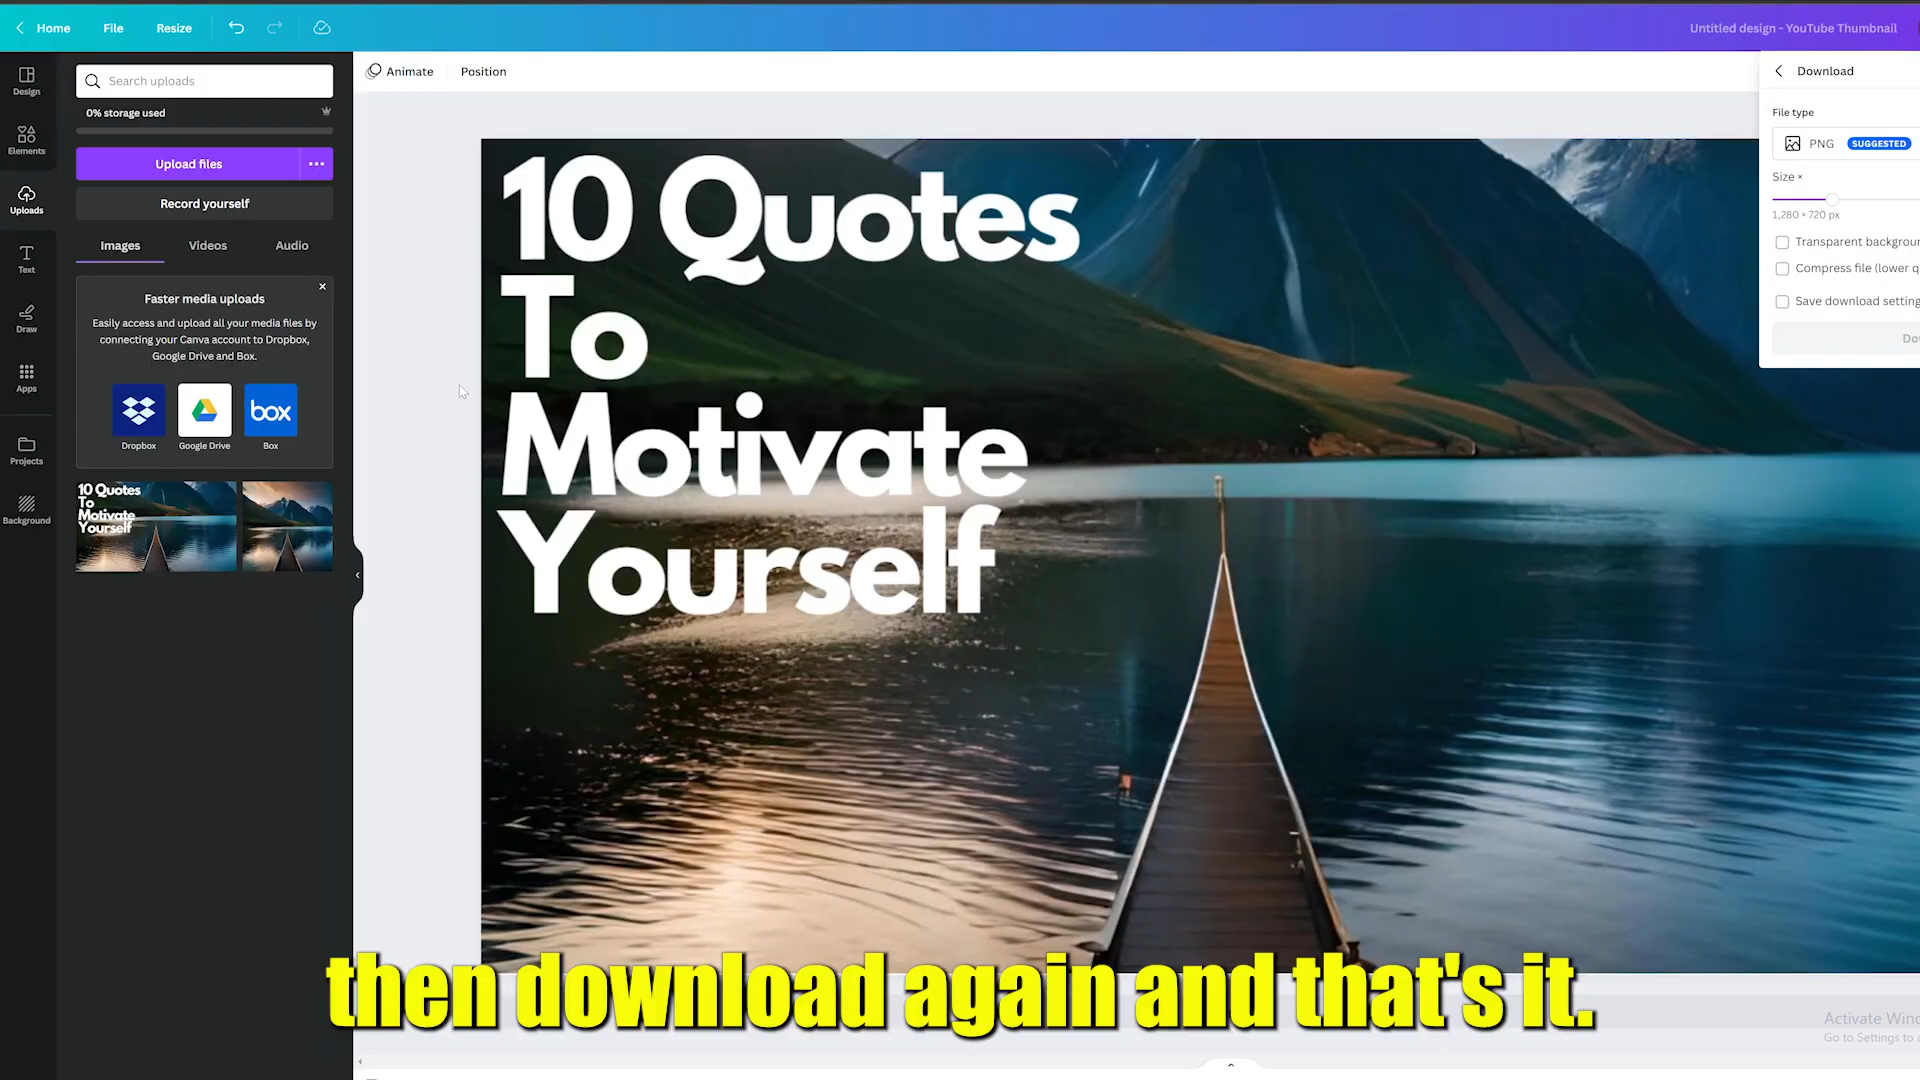 Home File Resize Untitled design - YouTube Thumbnail
Design
Elements
Uploads
Text
Draw
Apps
Projects
Background
Search uploads
0% storage used
Upload files
Record yourself
Images Videos Audio
Faster media uploads
Easily access and upload all your media files by
connecting your Canva account to Dropbox,
Google Drive and Box.
box
Dropbox Google Drive Box
10 Quotes
To
Motivate
Yourself
Animate Position
10 Quotes
To
Motivate
Yourself
Download
File type
PNG SUGGESTED
Size ×
1,280 × 720 px
Transparent backgroun
Compress file (lower q
Save download setting
Do
then download again and that's it.
Activate Wind
Go to Settings to a